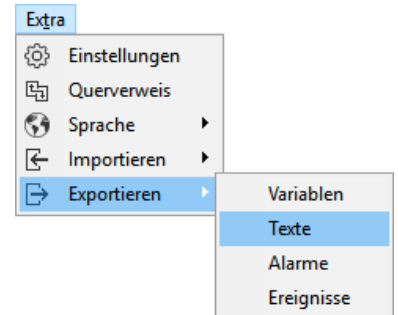 Extra
Einstellungen
Querverweis
Sprache
Importieren
Exportieren
Variablen
Texte
Alarme
Ereignisse